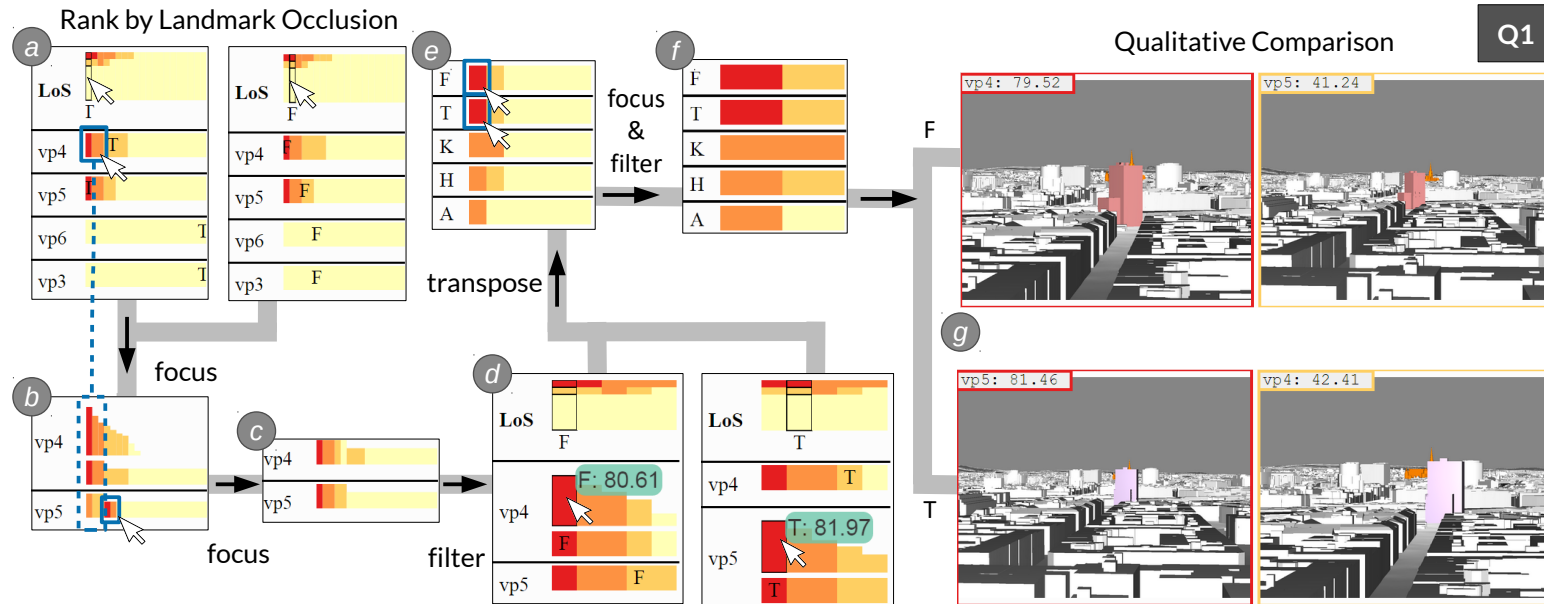 Rank by Landmark Occlusion
a
LoS
T
vp4
T
vp5
vp6
T
vp3
T
LoS
F
vp4
F
vp5
F
vp6
F
vp3
F
focus
b
vp4
vp5
focus
c
vp4
vp5
filter
d
LoS
F
vp4
F: 80.61
F
vp5
F
LoS
T
vp4
T
vp5
T: 81.97
T
transpose
e
F
T
K
H
A
focus
&
filter
f
F
T
K
H
A
Qualitative Comparison
Q1
F
vp4: 79.52
vp5: 41.24
g
T
vp5: 81.46
vp4: 42.41